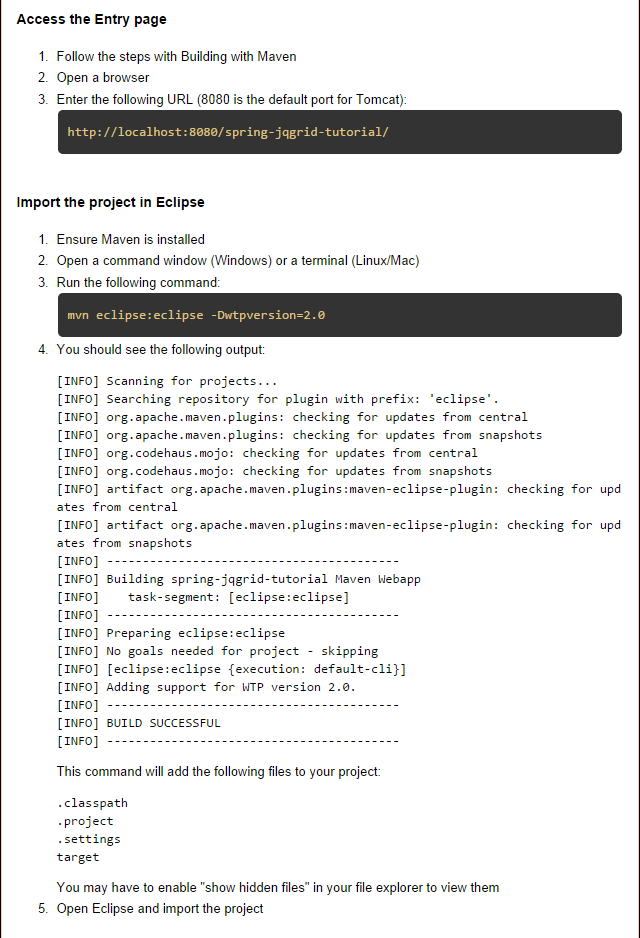 Access the Entry page
1. Follow the steps with Building with Maven
2. Open a browser
3. Enter the following URL (8080 is the default port for Tomcat):
http://localhost:8080/spring-jqgrid-tutorial/
Import the project in Eclipse
1. Ensure Maven is installed
2. Open a command window (Windows) or a terminal (Linux/Mac)
3. Run the following command:
mvn eclipse:eclipse -Dwtpversion=2.0
4. You should see the following output:
[INFO] Scanning for projects...
[INFO] Searching repository for plugin with prefix: 'eclipse'.
[INFO] org.apache.maven.plugins: checking for updates from central
[INFO] org.apache.maven.plugins: checking for updates from snapshots
[INFO] org.codehaus.mojo: checking for updates from central
[INFO] org.codehaus.mojo: checking for updates from snapshots
[INFO] artifact org.apache.maven.plugins:maven-eclipse-plugin: checking for upd
ates from central
[INFO] artifact org.apache.maven.plugins:maven-eclipse-plugin: checking for upd
ates from snapshots
[INFO] -----------------------------------------
[INFO] Building spring-jqgrid-tutorial Maven Webapp
[INFO]    task-segment: [eclipse:eclipse]
[INFO] -----------------------------------------
[INFO] Preparing eclipse:eclipse
[INFO] No goals needed for project - skipping
[INFO] [eclipse:eclipse {execution: default-cli}]
[INFO] Adding support for WTP version 2.0.
[INFO] -----------------------------------------
[INFO] BUILD SUCCESSFUL
[INFO] -----------------------------------------
This command will add the following files to your project:
.classpath
.project
.settings
target
You may have to enable "show hidden files" in your file explorer to view them
5. Open Eclipse and import the project